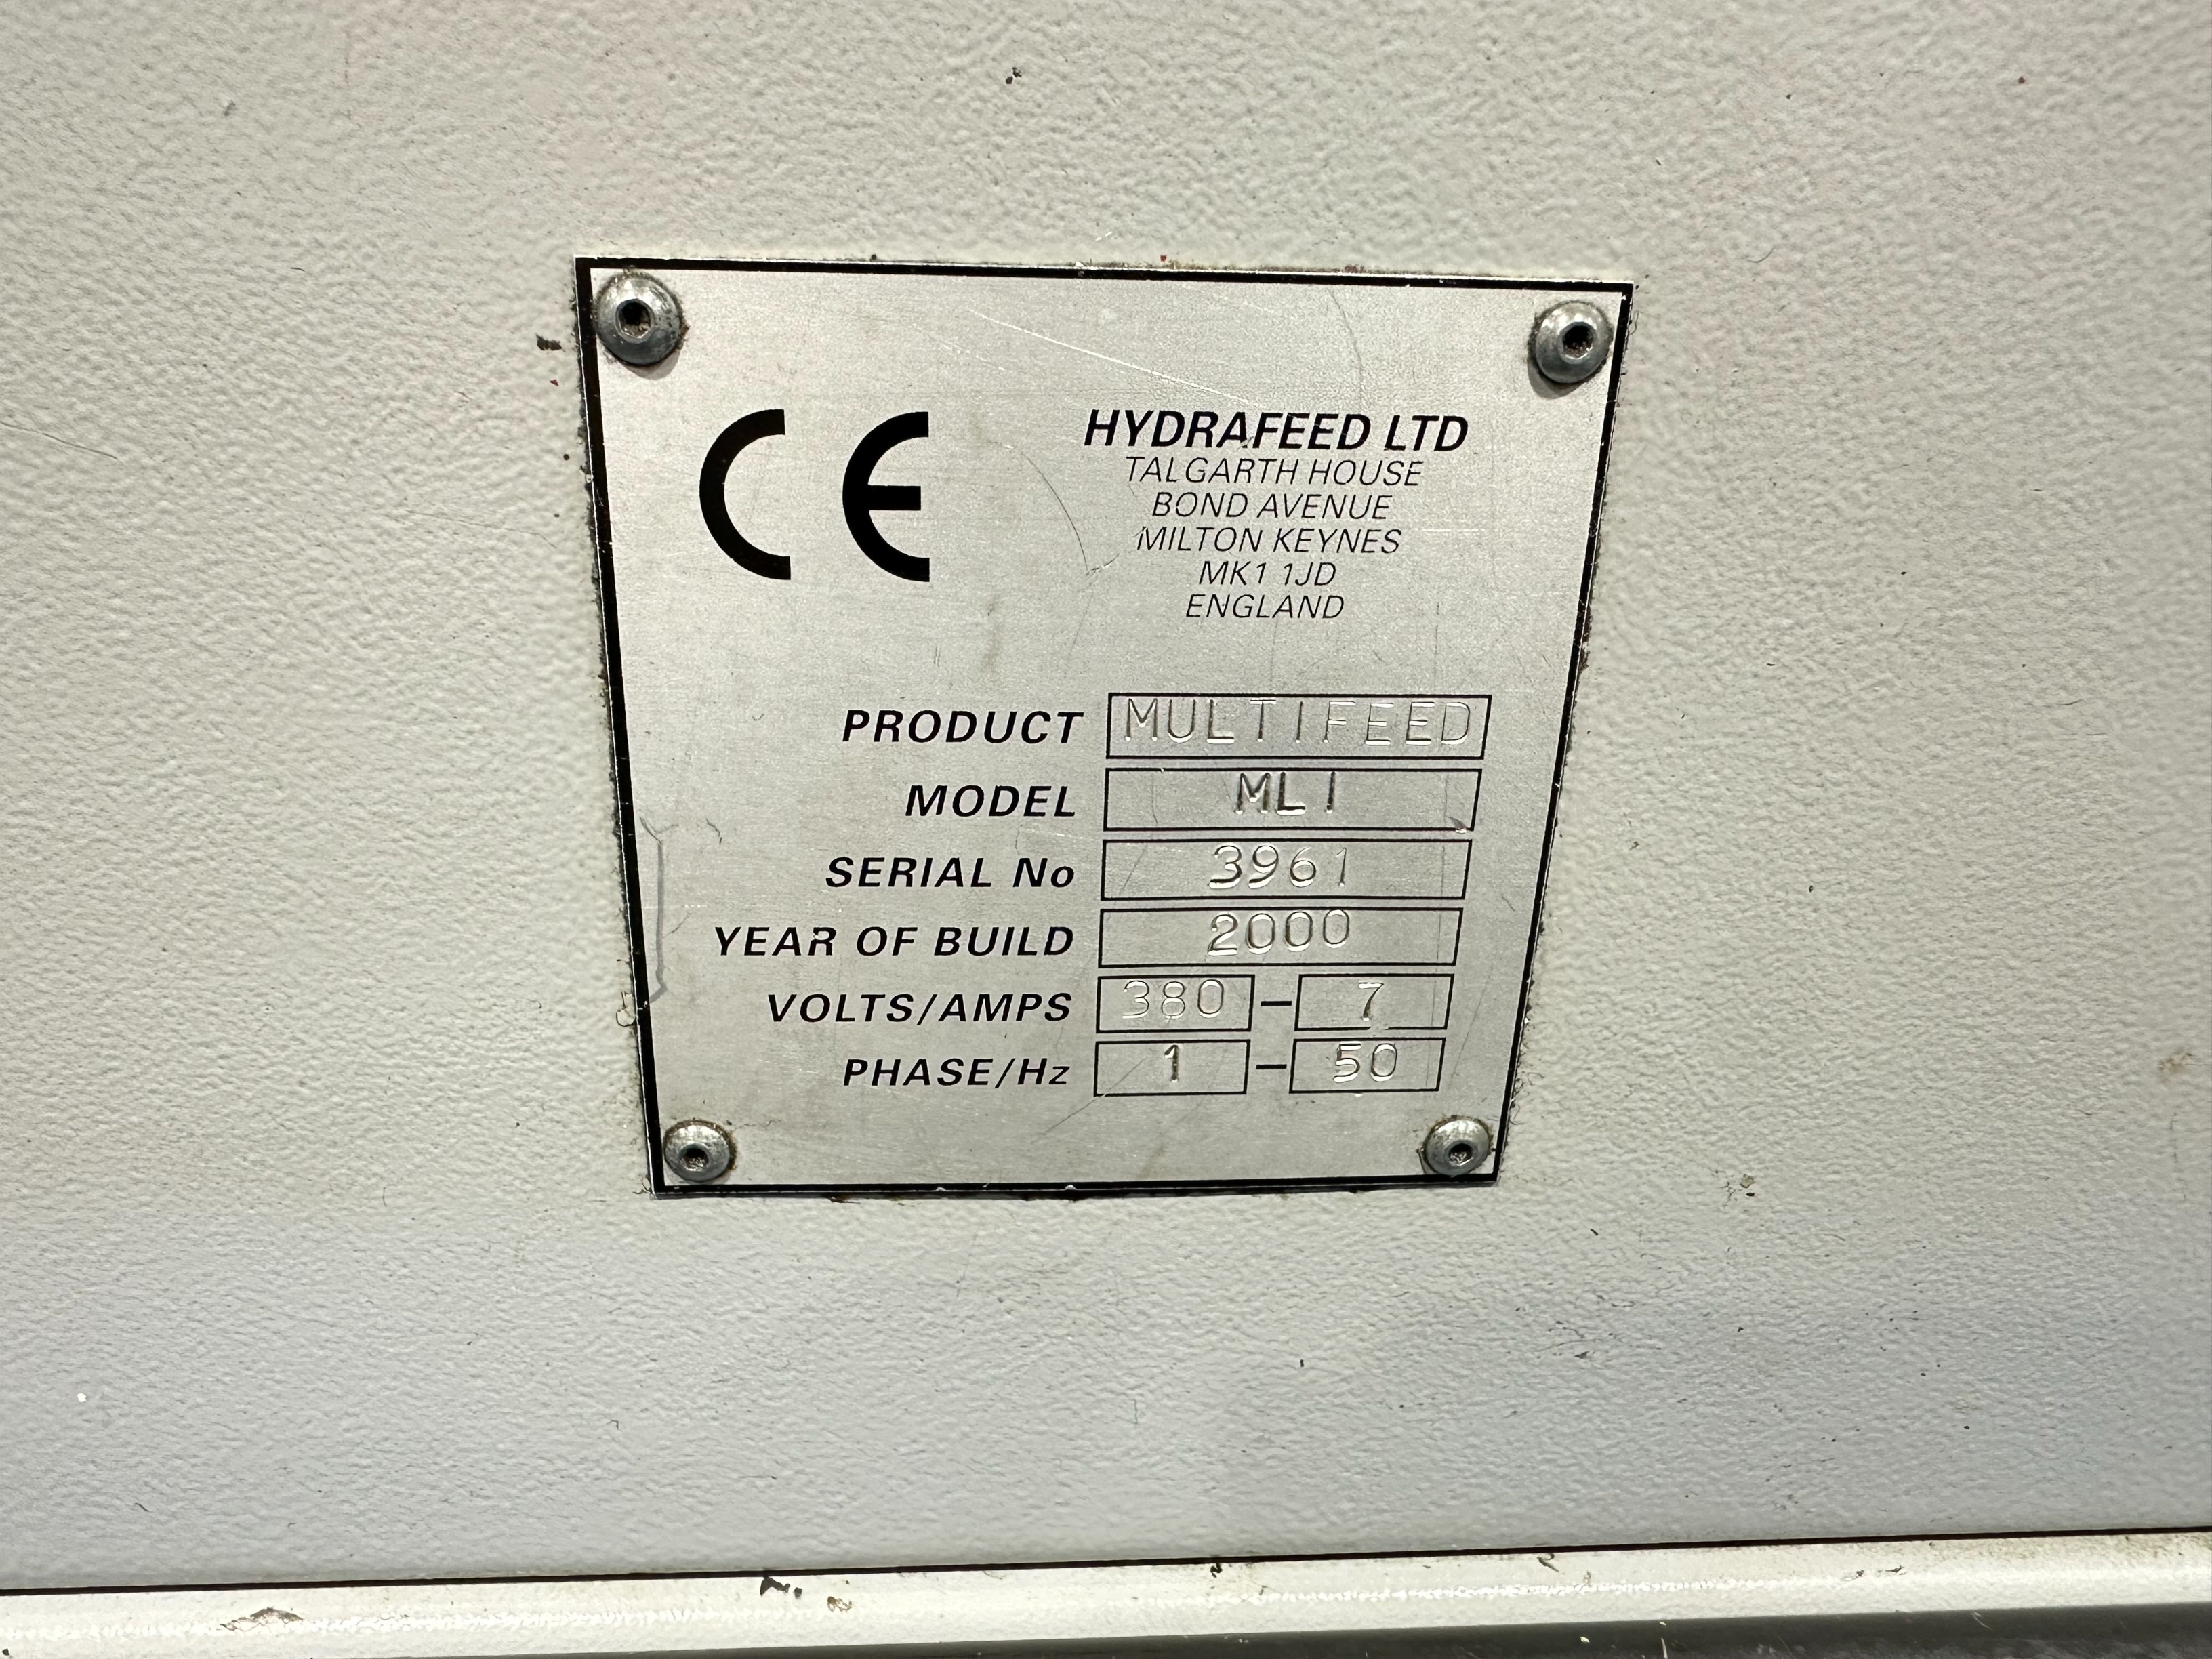 CE
HYDRAFEED LTD
TALGARTH HOUSE
BOND AVENUE
MILTON KEYNES
MK1 1JD
ENGLAND
PRODUCT MULTIFEED
MODEL ML1
SERIAL No 3961
YEAR OF BUILD 2000
VOLTS/AMPS 380 - 7
PHASE/Hz 1 - 50